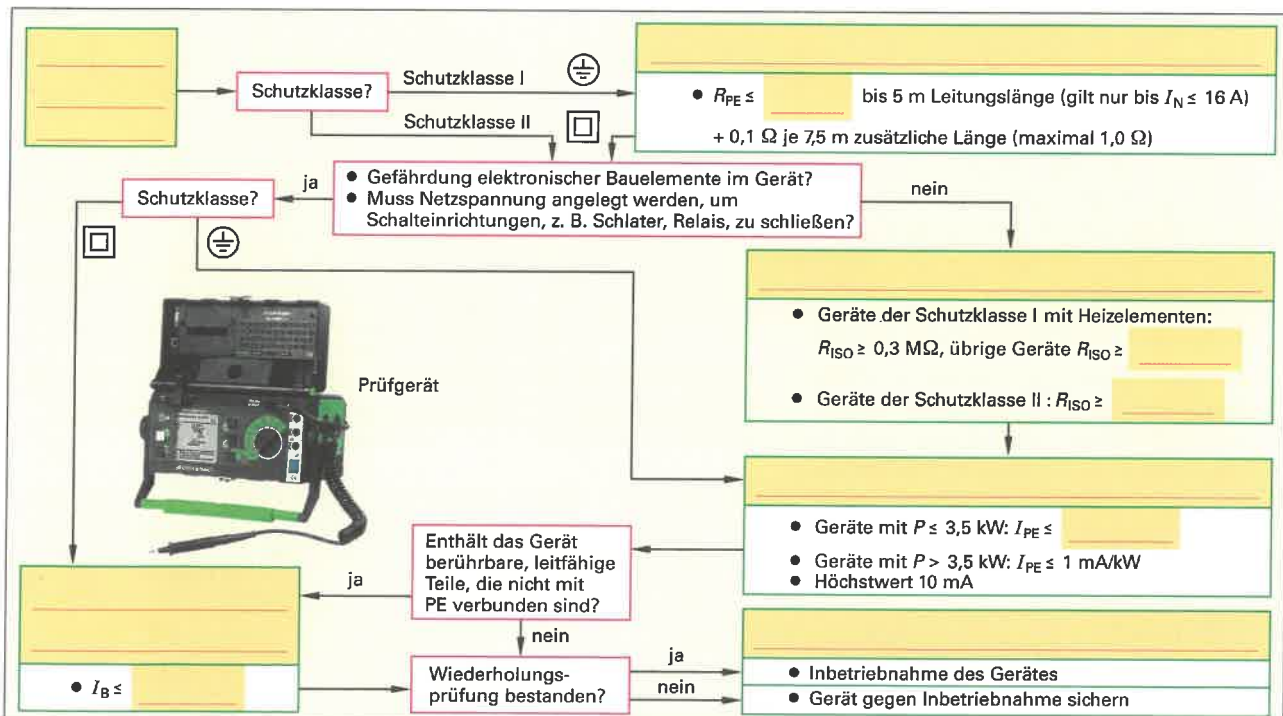 Schutzklasse?
Schutzklasse I
Schutzklasse II
• R_PE ≤ bis 5 m Leitungslänge (gilt nur bis I_N ≤ 16 A)
+ 0,1 Ω je 7,5 m zusätzliche Länge (maximal 1,0 Ω)
Schutzklasse?
ja
• Gefährdung elektronischer Bauelemente im Gerät?
• Muss Netzspannung angelegt werden, um
Schalteinrichtungen, z. B. Schlater, Relais, zu schließen?
nein
• Geräte der Schutzklasse I mit Heizelementen:
R_ISO ≥ 0,3 MΩ, übrige Geräte R_ISO ≥
• Geräte der Schutzklasse II : R_ISO ≥
Prüfgerät
• Geräte mit P ≤ 3,5 kW: I_PE ≤
• Geräte mit P > 3,5 kW: I_PE ≤ 1 mA/kW
• Höchstwert 10 mA
Enthält das Gerät
berührbare, leitfähige
Teile, die nicht mit
PE verbunden sind?
ja
nein
• I_B ≤
Wiederholungs-
prüfung bestanden?
ja
nein
• Inbetriebnahme des Gerätes
• Gerät gegen Inbetriebnahme sichern